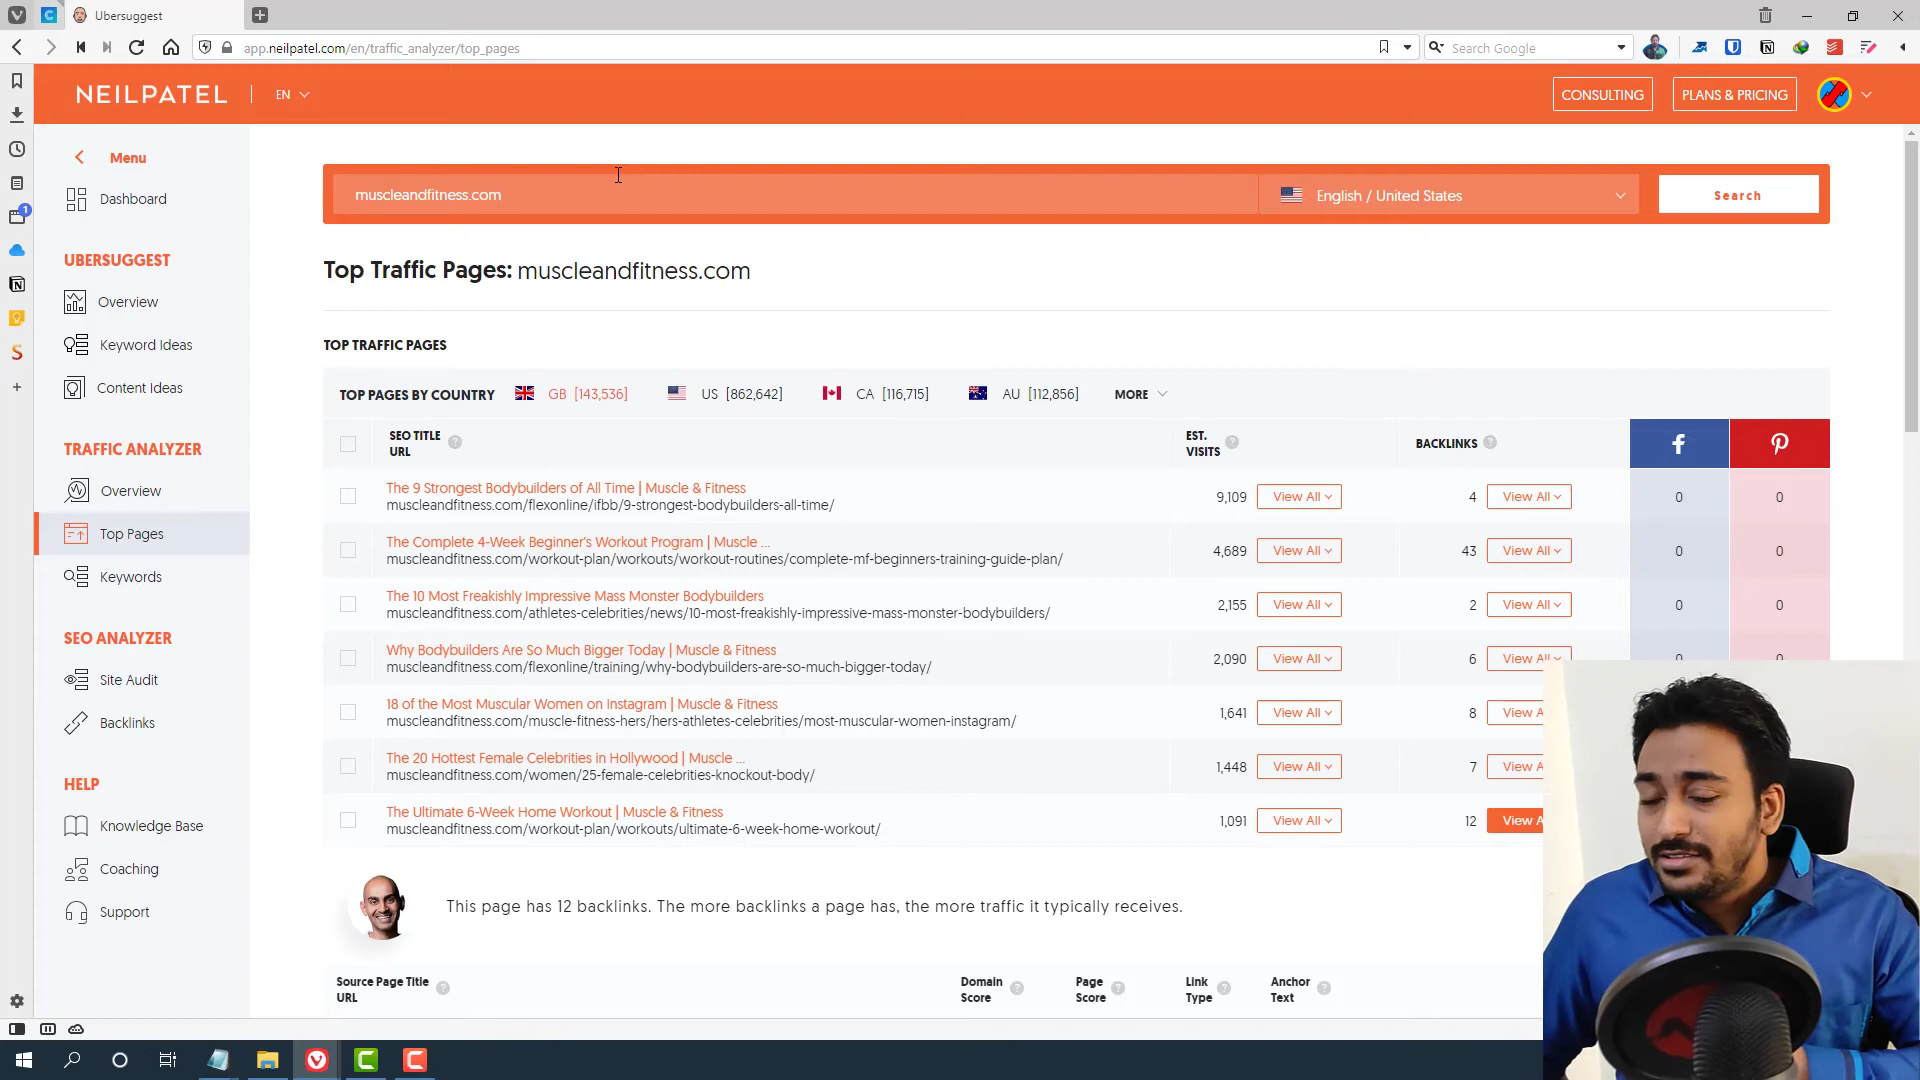 Ubersuggest
app.neilpatel.com/en/traffic_analyzer/top_pages
Search Google
NEILPATEL
EN
CONSULTING
PLANS & PRICING
Menu
Dashboard
UBERSUGGEST
Overview
Keyword Ideas
Content Ideas
TRAFFIC ANALYZER
Overview
Top Pages
Keywords
SEO ANALYZER
Site Audit
Backlinks
HELP
Knowledge Base
Coaching
Support
muscleandfitness.com
English / United States
Search
Top Traffic Pages: muscleandfitness.com
TOP TRAFFIC PAGES
TOP PAGES BY COUNTRY GB [143,536] US [862,642] CA [116,715] AU [112,856] MORE
SEO TITLE
URL
EST.
VISITS
BACKLINKS
The 9 Strongest Bodybuilders of All Time | Muscle & Fitness
muscleandfitness.com/flexonline/ifbb/9-strongest-bodybuilders-all-time/
9,109 View All 4 View All 0 0
The Complete 4-Week Beginner's Workout Program | Muscle ...
muscleandfitness.com/workout-plan/workouts/workout-routines/complete-mf-beginners-training-guide-plan/
4,689 View All 43 View All 0 0
The 10 Most Freakishly Impressive Mass Monster Bodybuilders
muscleandfitness.com/athletes-celebrities/news/10-most-freakishly-impressive-mass-monster-bodybuilders/
2,155 View All 2 View All 0 0
Why Bodybuilders Are So Much Bigger Today | Muscle & Fitness
muscleandfitness.com/flexonline/training/why-bodybuilders-are-so-much-bigger-today/
2,090 View All 6 View All 0 0
18 of the Most Muscular Women on Instagram | Muscle & Fitness
muscleandfitness.com/muscle-fitness-hers/hers-athletes-celebrities/most-muscular-women-instagram/
1,641 View All 8 View A
The 20 Hottest Female Celebrities in Hollywood | Muscle ...
muscleandfitness.com/women/25-female-celebrities-knockout-body/
1,448 View All 7 View A
The Ultimate 6-Week Home Workout | Muscle & Fitness
muscleandfitness.com/workout-plan/workouts/ultimate-6-week-home-workout/
1,091 View All 12 View A
This page has 12 backlinks. The more backlinks a page has, the more traffic it typically receives.
Source Page Title
URL
Domain
Score
Page
Score
Link
Type
Anchor
Text